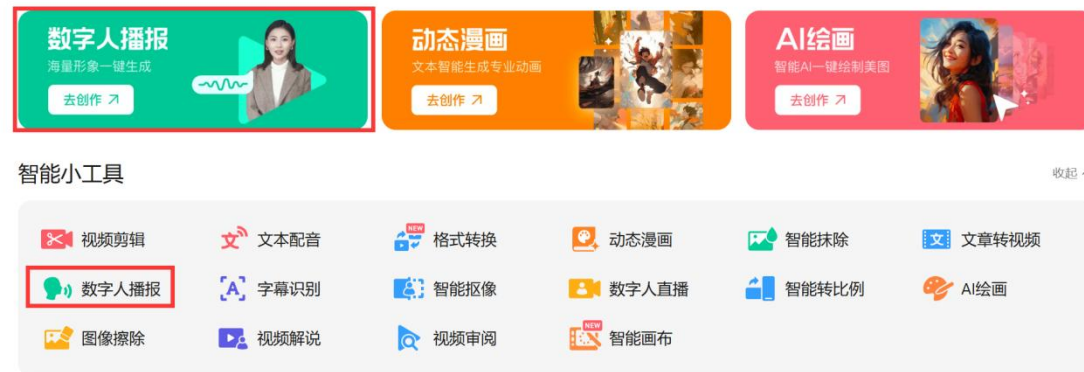 数字人播报
海量形象一键生成
去创作
动态漫画
文本智能生成专业动画
去创作
AI绘画
智能AI一键绘制美图
去创作
智能小工具
收起
视频剪辑
文本配音
NEW
格式转换
动态漫画
智能抹除
文章转视频
数字人播报
字幕识别
智能抠像
数字人直播
智能转比例
AI绘画
图像擦除
视频解说
视频审阅
NEW
智能画布